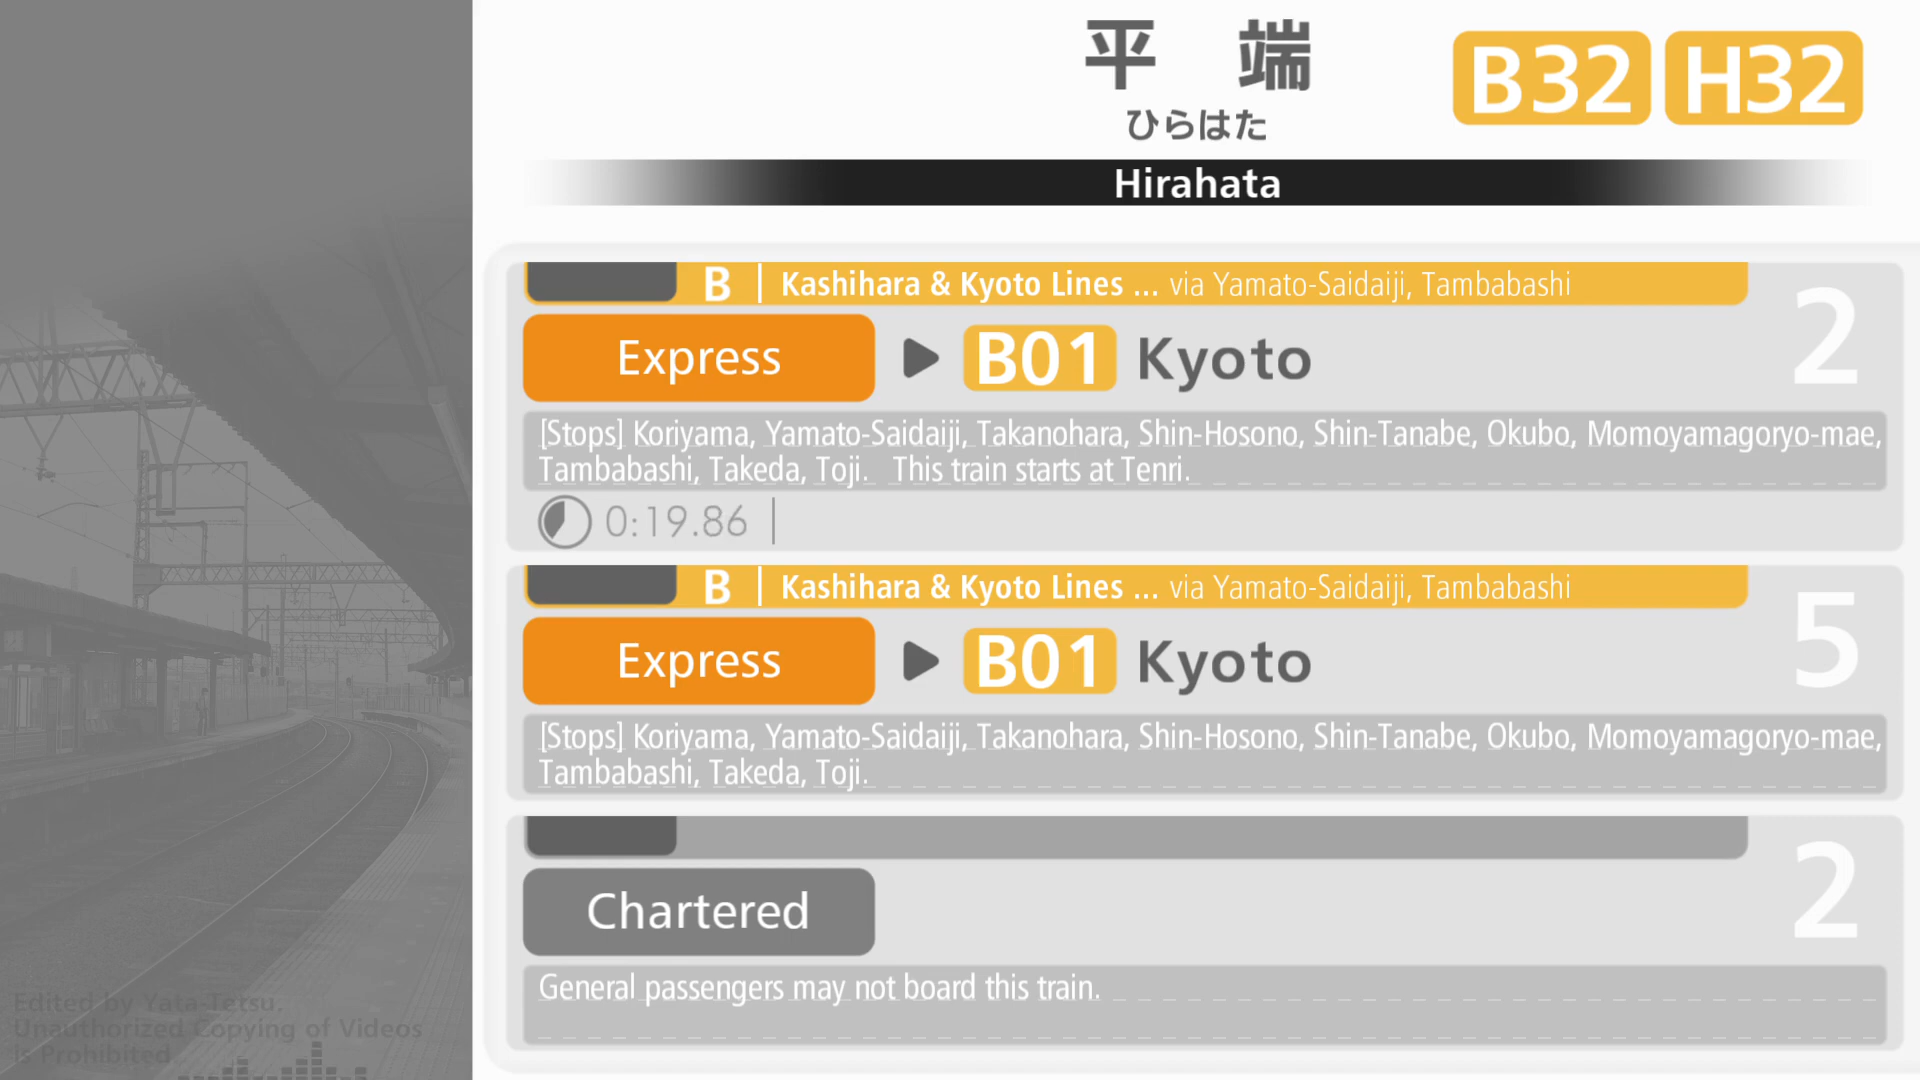 平 端
ひらはた
B32 H32
Hirahata
B | Kashihara & Kyoto Lines ... via Yamato-Saidaiji, Tambabashi
2
Express ▶ B01 Kyoto
[Stops] Koriyama, Yamato-Saidaiji, Takanohara, Shin-Hosono, Shin-Tanabe, Okubo, Momoyamagoryo-mae,
Tambabashi, Takeda, Toji. This train starts at Tenri.
0:19.86
B | Kashihara & Kyoto Lines ... via Yamato-Saidaiji, Tambabashi
5
Express ▶ B01 Kyoto
[Stops] Koriyama, Yamato-Saidaiji, Takanohara, Shin-Hosono, Shin-Tanabe, Okubo, Momoyamagoryo-mae,
Tambabashi, Takeda, Toji.
2
Chartered
General passengers may not board this train.
Edited by Yata-Tetsu.
Unauthorized Copying of Videos
is Prohibited